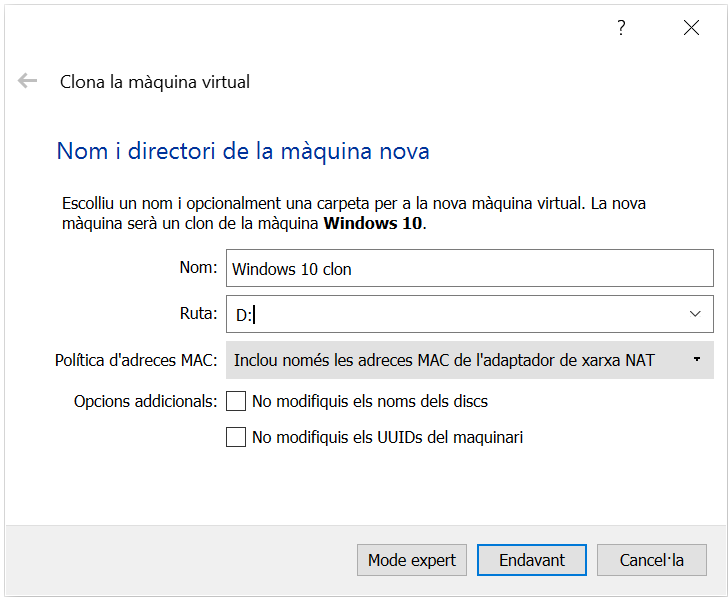 ?
Clona la màquina virtual
Nom i directori de la màquina nova
Escolliu un nom i opcionalment una carpeta per a la nova màquina virtual. La nova
màquina serà un clon de la màquina Windows 10.
Nom: Windows 10 clon
Ruta: D:
Política d'adreces MAC: Inclou només les adreces MAC de l'adaptador de xarxa NAT
Opcions addicionals: No modifiquis els noms dels discs
No modifiquis els UUIDs del maquinari
Mode expert Endavant Cancel·la